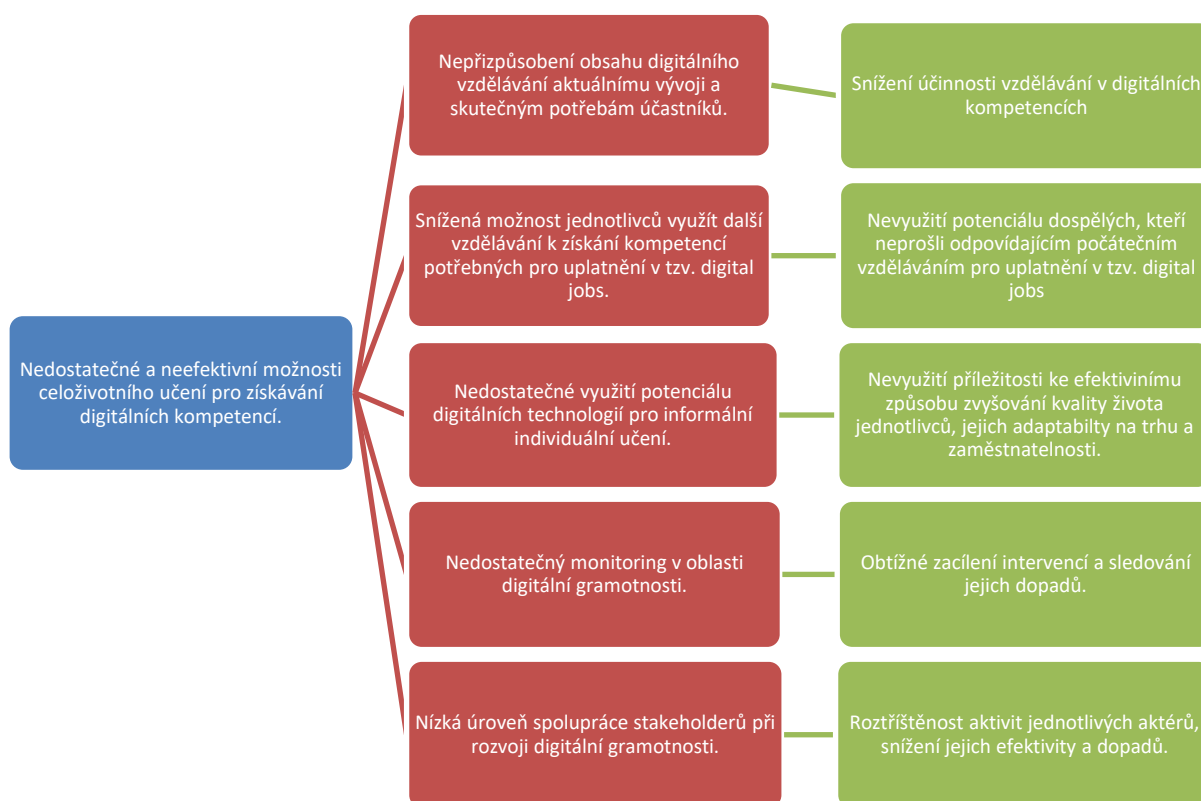 Nepřizpůsobení obsahu digitálního
vzdělávání aktuálnímu vývoji a
skutečným potřebám účastníků.
Snížení účinnosti vzdělávání v digitálních
kompetencích
Snížená možnost jednotlivců využít další
vzdělávání k získání kompetencí
potřebných pro uplatnění v tzv. digital
jobs.
Nevyužití potenciálu dospělých, kteří
neprošli odpovídajícím počátečním
vzděláváním pro uplatnění v tzv. digital
jobs
Nedostatečné a neefektivní možnosti
celoživotního učení pro získávání
digitálních kompetencí.
Nedostatečné využití potenciálu
digitálních technologií pro informální
individuální učení.
Nevyužití příležitosti ke efektivinímu
způsobu zvyšování kvality života
jednotlivců, jejich adaptabilty na trhu a
zaměstnatelnosti.
Nedostatečný monitoring v oblasti
digitální gramotnosti.
Obtížné zacílení intervencí a sledování
jejich dopadů.
Nízká úroveň spolupráce stakeholderů při
rozvoji digitální gramotnosti.
Roztříštěnost aktivit jednotlivých aktérů,
snížení jejich efektivity a dopadů.